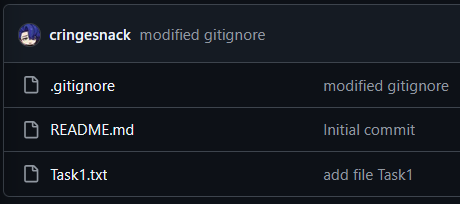 cringesnack modified gitignore
.gitignore modified gitignore
README.md Initial commit
Task1.txt add file Task1